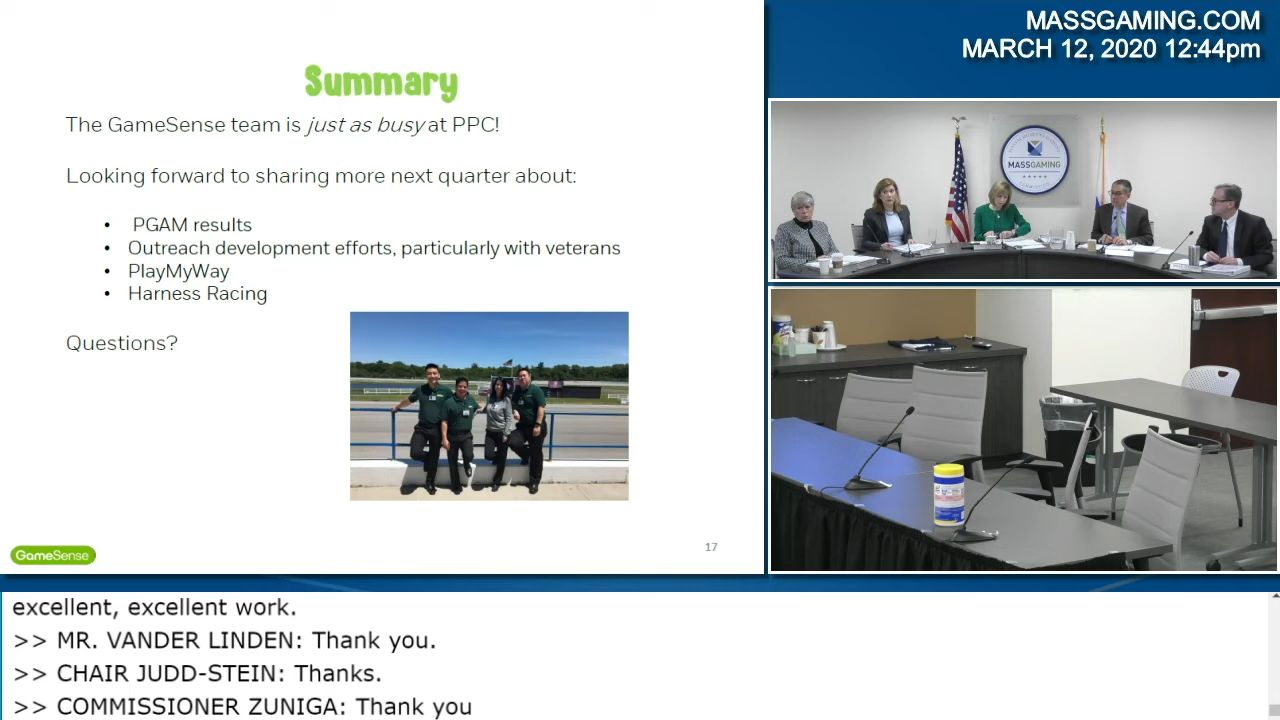 MASSGAMING.COM
MARCH 12, 2020 12:44pm
Summary
The GameSense team is just as busy at PPC!
Looking forward to sharing more next quarter about:
• PGAM results
• Outreach development efforts, particularly with veterans
• PlayMyWay
• Harness Racing
Questions?
17
GameSense
MASSGAMING
excellent, excellent work.
>> MR. VANDER LINDEN: Thank you.
>> CHAIR JUDD-STEIN: Thanks.
>> COMMISSIONER ZUNIGA: Thank you